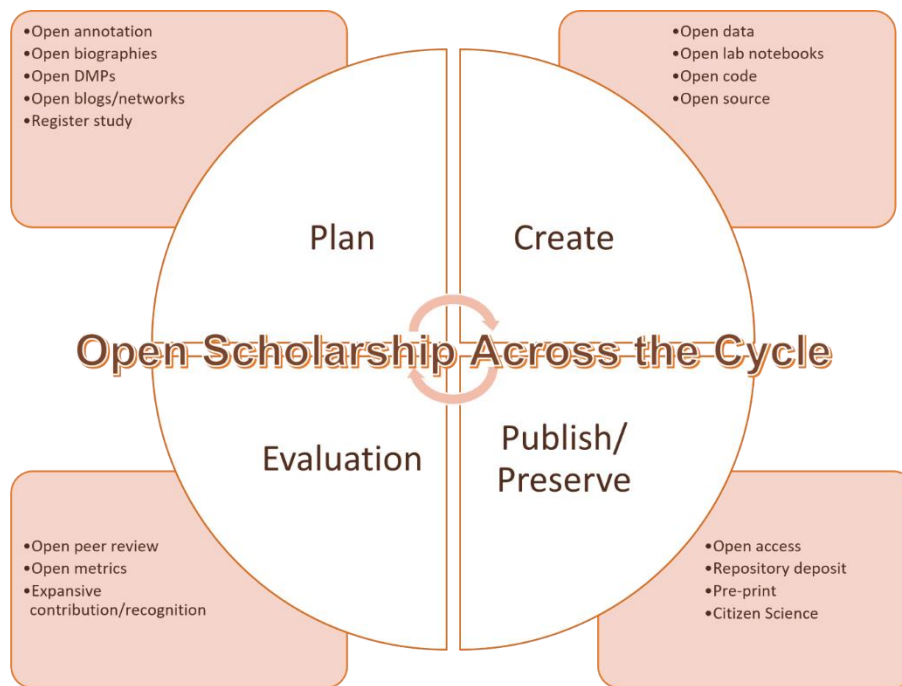 •Open annotation
•Open biographies
•Open DMPs
•Open blogs/networks
•Register study
•Open data
•Open lab notebooks
•Open code
•Open source
Plan
Create
Open Scholarship Across the Cycle
Evaluation
Publish/
Preserve
•Open peer review
•Open metrics
•Expansive
contribution/recognition
•Open access
•Repository deposit
•Pre-print
•Citizen Science